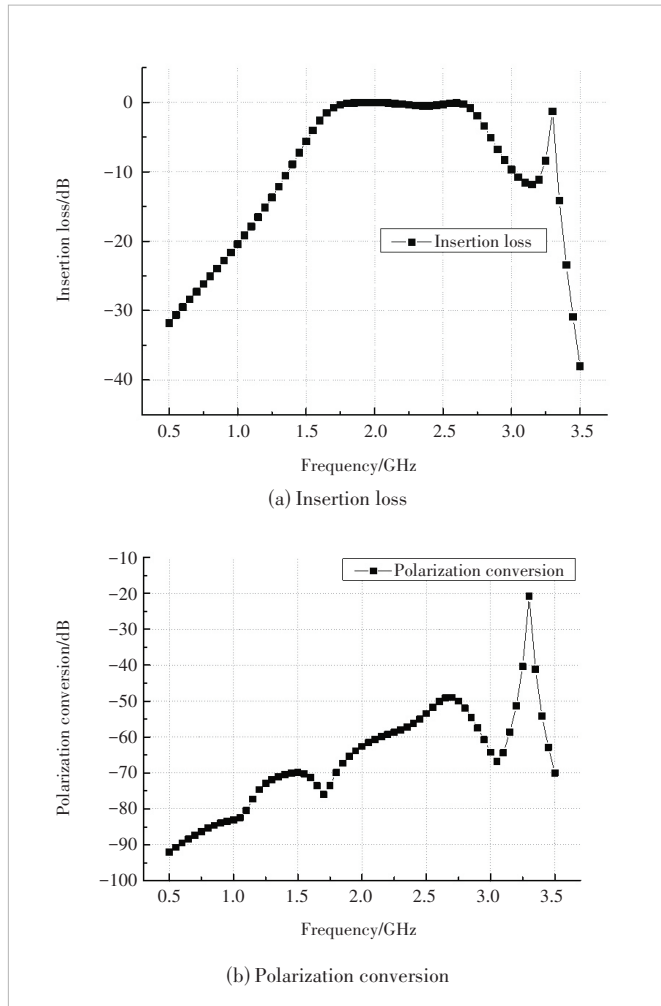 0
−10
−20
−30
−40
Insertion loss/dB
Insertion loss
0.5 1.0 1.5 2.0 2.5 3.0 3.5
Frequency/GHz
(a) Insertion loss
−10
−20
−30
−40
−50
−60
−70
−80
−90
−100
Polarization conversion/dB
Polarization conversion
0.5 1.0 1.5 2.0 2.5 3.0 3.5
Frequency/GHz
(b) Polarization conversion